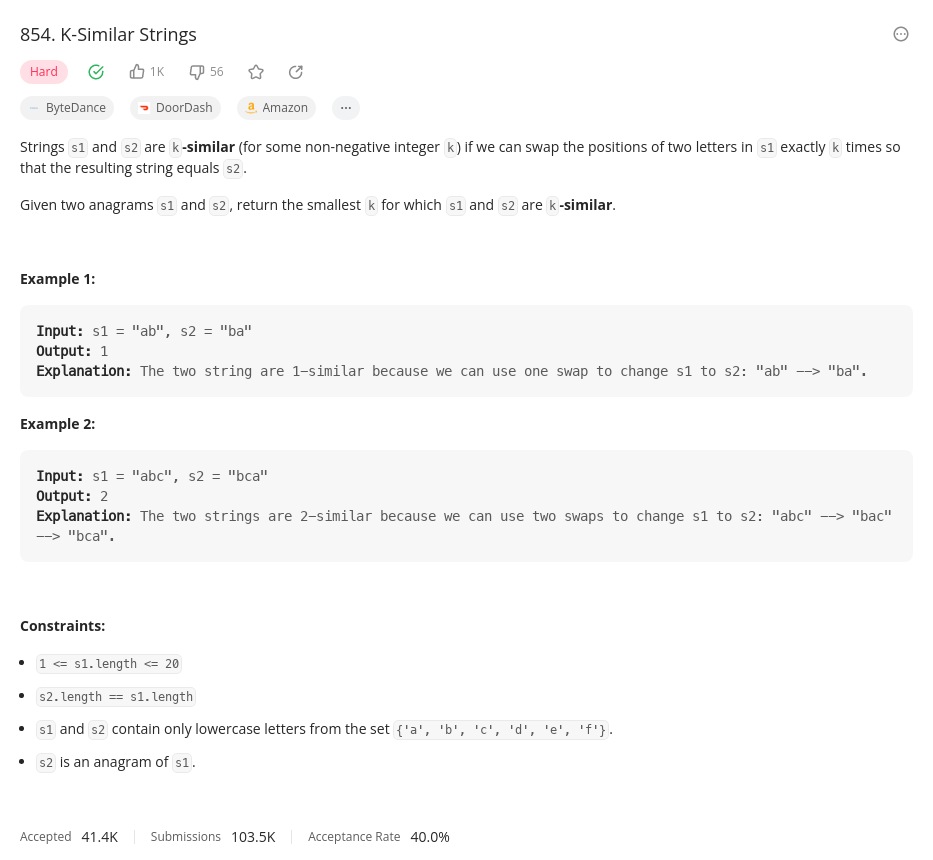 854. K-Similar Strings
Hard 1K 56
ByteDance DoorDash Amazon ...
Strings s1 and s2 are k -similar (for some non-negative integer k ) if we can swap the positions of two letters in s1 exactly k times so
that the resulting string equals s2 .
Given two anagrams s1 and s2 , return the smallest k for which s1 and s2 are k -similar.
Example 1:
Input: s1 = "ab", s2 = "ba"
Output: 1
Explanation: The two string are 1-similar because we can use one swap to change s1 to s2: "ab" --> "ba".
Example 2:
Input: s1 = "abc", s2 = "bca"
Output: 2
Explanation: The two strings are 2-similar because we can use two swaps to change s1 to s2: "abc" --> "bac"
--> "bca".
Constraints:
• 1 <= s1.length <= 20
• s2.length == s1.length
• s1 and s2 contain only lowercase letters from the set {'a', 'b', 'c', 'd', 'e', 'f'} .
• s2 is an anagram of s1 .
Accepted 41.4K Submissions 103.5K Acceptance Rate 40.0%